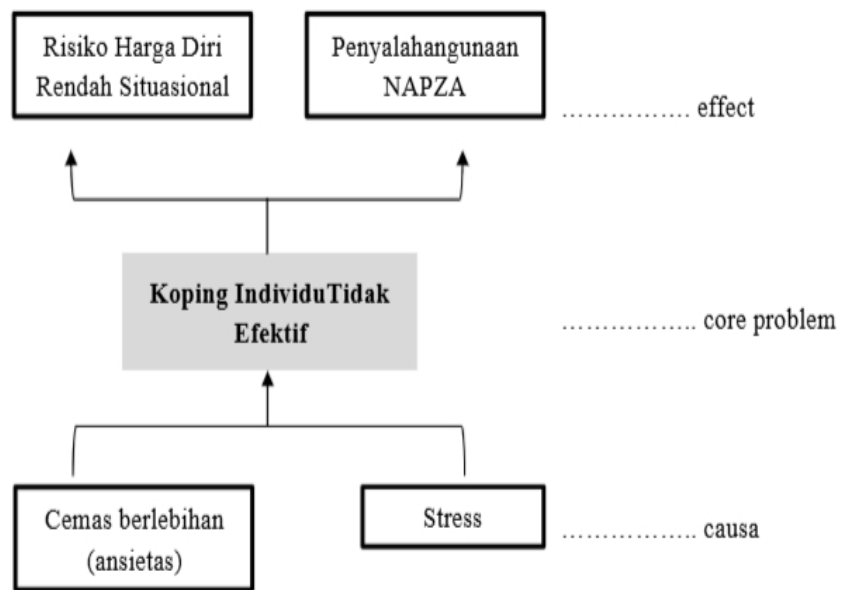 Risiko Harga Diri
Rendah Situasional
Penyalahangunaan
NAPZA
................ effect
Koping IndividuTidak
Efektif
................. core problem
Cemas berlebihan
(ansietas)
Stress
................. causa